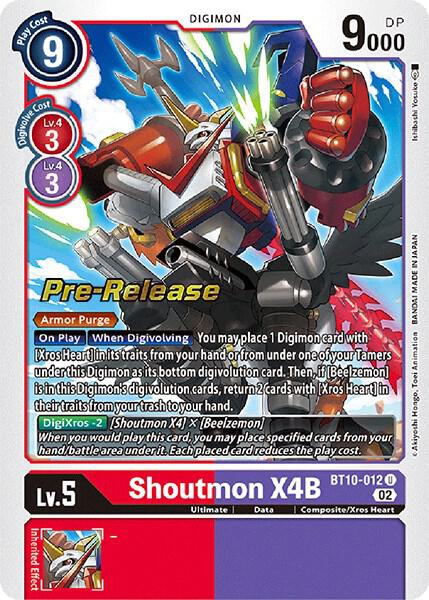 Play Cost
9
DIGIMON
DP
9000
Digivolve Cost
Lv.4
3
Lv.4
3
Ishibashi Yosuke
Pre-Release
Armor Purge
On Play When Digivolving You may place 1 Digimon card with
[Xros Heart] in its traits from your hand or from under one of your Tamers
under this Digimon as its bottom digivolution card. Then, if [Beelzemon]
is in this Digimon's digivolution cards, return 2 cards with [Xros Heart] in
their traits from your trash to your hand.
DigiXros -2 [Shoutmon X4] × [Beelzemon]
When you would play this card, you may place specified cards from your
hand/battle area under it. Each placed card reduces the play cost.
©Akiyoshi Hongo, Toei Animation BANDAI MADE IN JAPAN
Lv.5
Shoutmon X4B
BT10-012 U
02
Ultimate | Data | Composite/Xros Heart
Inherited Effect
-